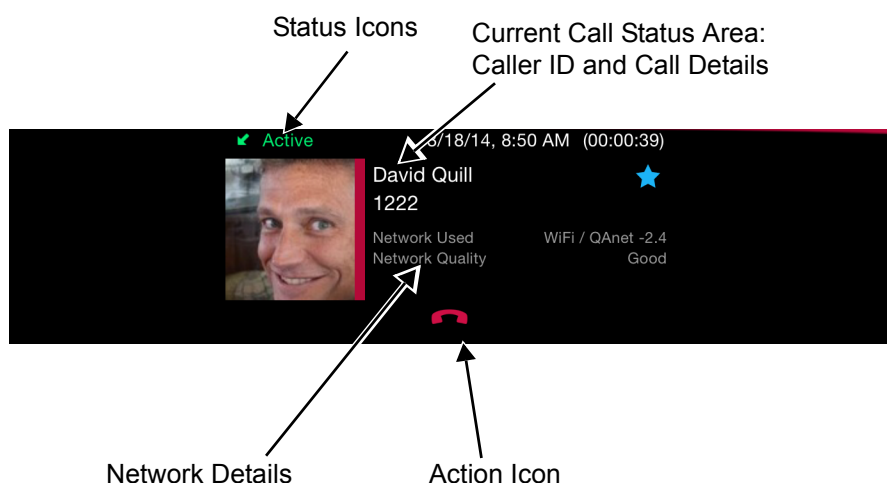 Status Icons
Current Call Status Area:
Caller ID and Call Details
Active
/18/14, 8:50 AM (00:00:39)
David Quill
1222
Network Used WiFi / QAnet -2.4
Network Quality Good
Network Details
Action Icon